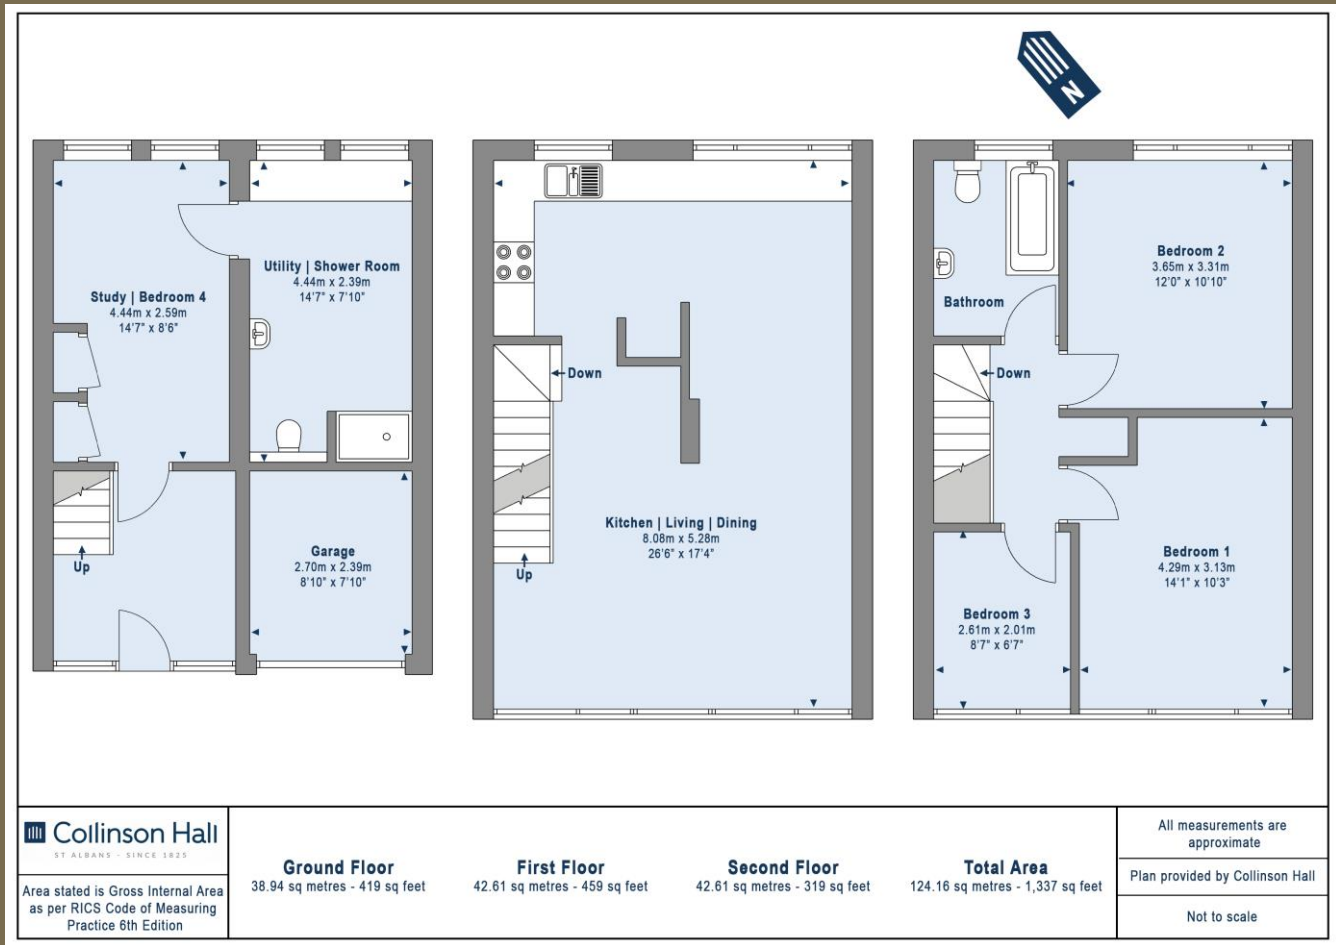 N
Utility | Shower Room
4.44m x 2.39m
14'7" x 7'10"
Study | Bedroom 4
4.44m x 2.59m
14'7" x 8'6"
Up
Garage
2.70m x 2.39m
8'10" x 7'10"
Down
Kitchen | Living | Dining
8.08m x 5.28m
26'6" x 17'4"
Up
Bedroom 2
3.65m x 3.31m
12'0" x 10'10"
Bathroom
Down
Bedroom 1
4.29m x 3.13m
14'1" x 10'3"
Bedroom 3
2.61m x 2.01m
8'7" x 6'7"
Collinson Hall
ST ALBANS - SINCE 1825
Area stated is Gross Internal Area
as per RICS Code of Measuring
Practice 6th Edition
Ground Floor
38.94 sq metres - 419 sq feet
First Floor
42.61 sq metres - 459 sq feet
Second Floor
42.61 sq metres - 319 sq feet
Total Area
124.16 sq metres - 1,337 sq feet
All measurements are
approximate
Plan provided by Collinson Hall
Not to scale